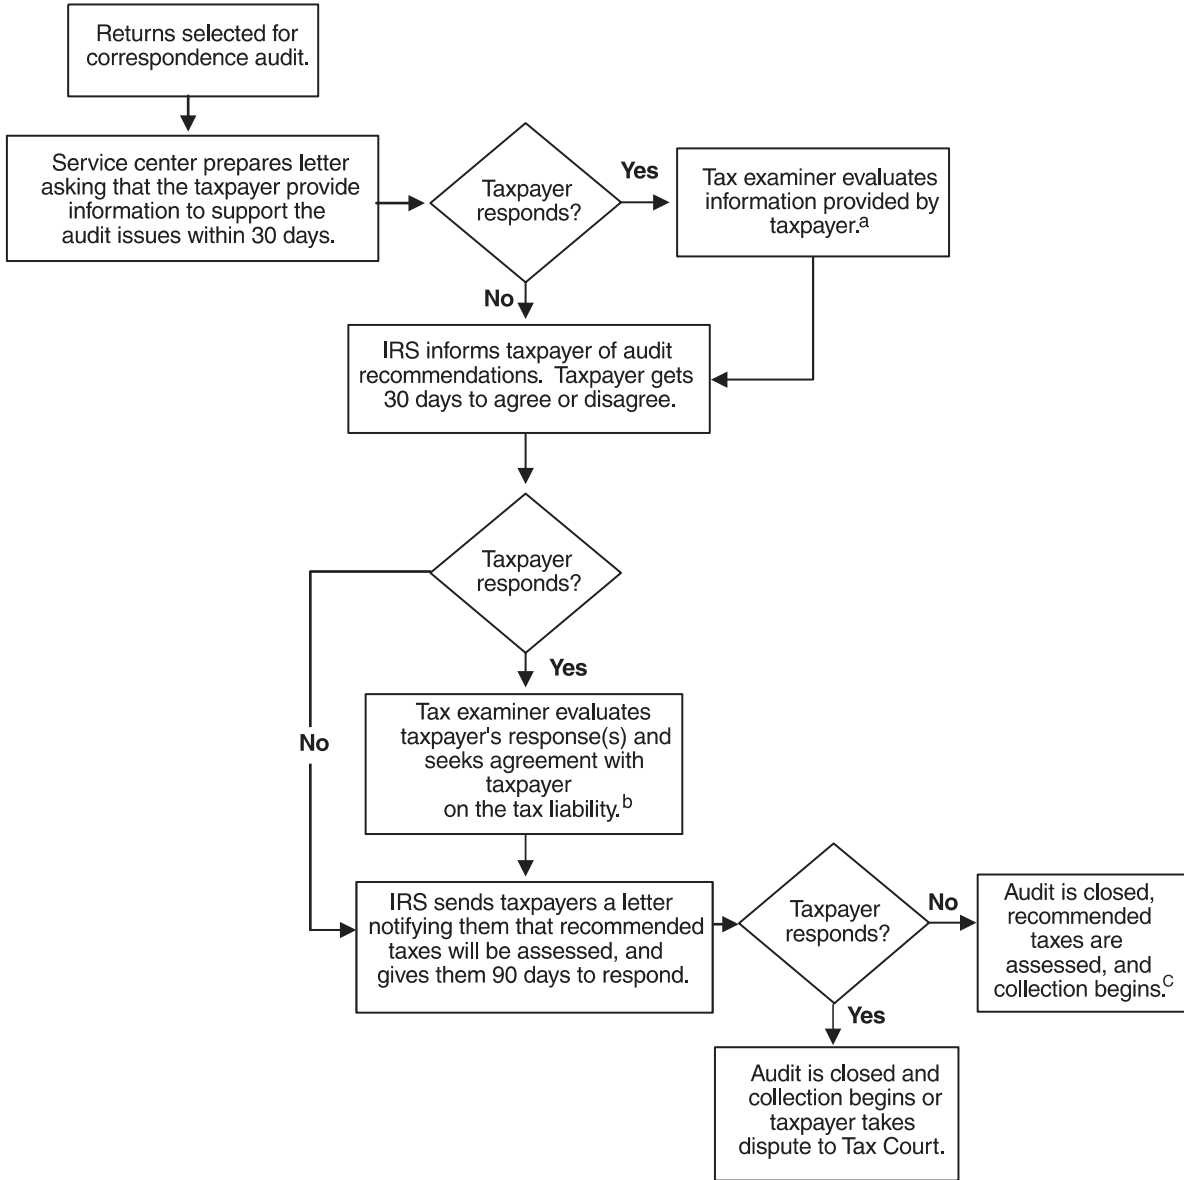 Returns selected for
correspondence audit.
Service center prepares letter
asking that the taxpayer provide
information to support the
audit issues within 30 days.
Taxpayer
responds?
Yes
Tax examiner evaluates
information provided by
taxpayer.a
No
IRS informs taxpayer of audit
recommendations. Taxpayer gets
30 days to agree or disagree.
Taxpayer
responds?
Yes
No
Tax examiner evaluates
taxpayer's response(s) and
seeks agreement with
taxpayer
on the tax liability.b
IRS sends taxpayers a letter
notifying them that recommended
taxes will be assessed, and
gives them 90 days to respond.
Taxpayer
responds?
No
Audit is closed,
recommended
taxes are
assessed, and
collection begins.c
Yes
Audit is closed and
collection begins or
taxpayer takes
dispute to Tax Court.